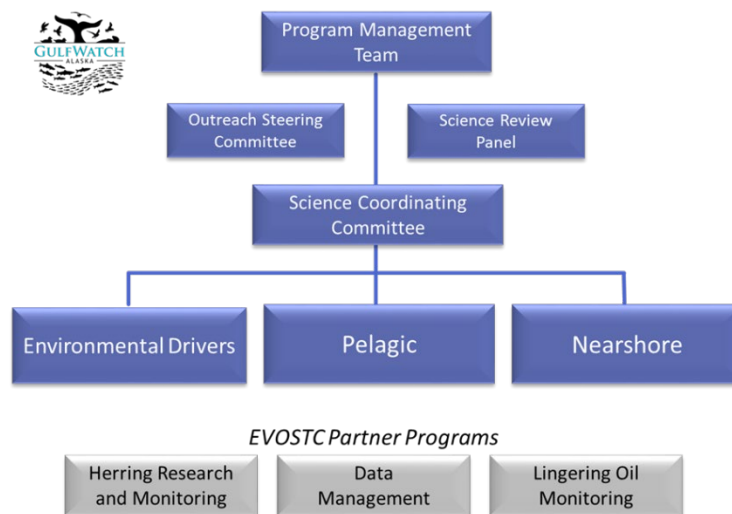 GULFWATCH
ALASKA
Program Management
Team
Outreach Steering
Committee
Science Review
Panel
Science Coordinating
Committee
Environmental Drivers
Pelagic
Nearshore
EVOSTC Partner Programs
Herring Research
and Monitoring
Data
Management
Lingering Oil
Monitoring